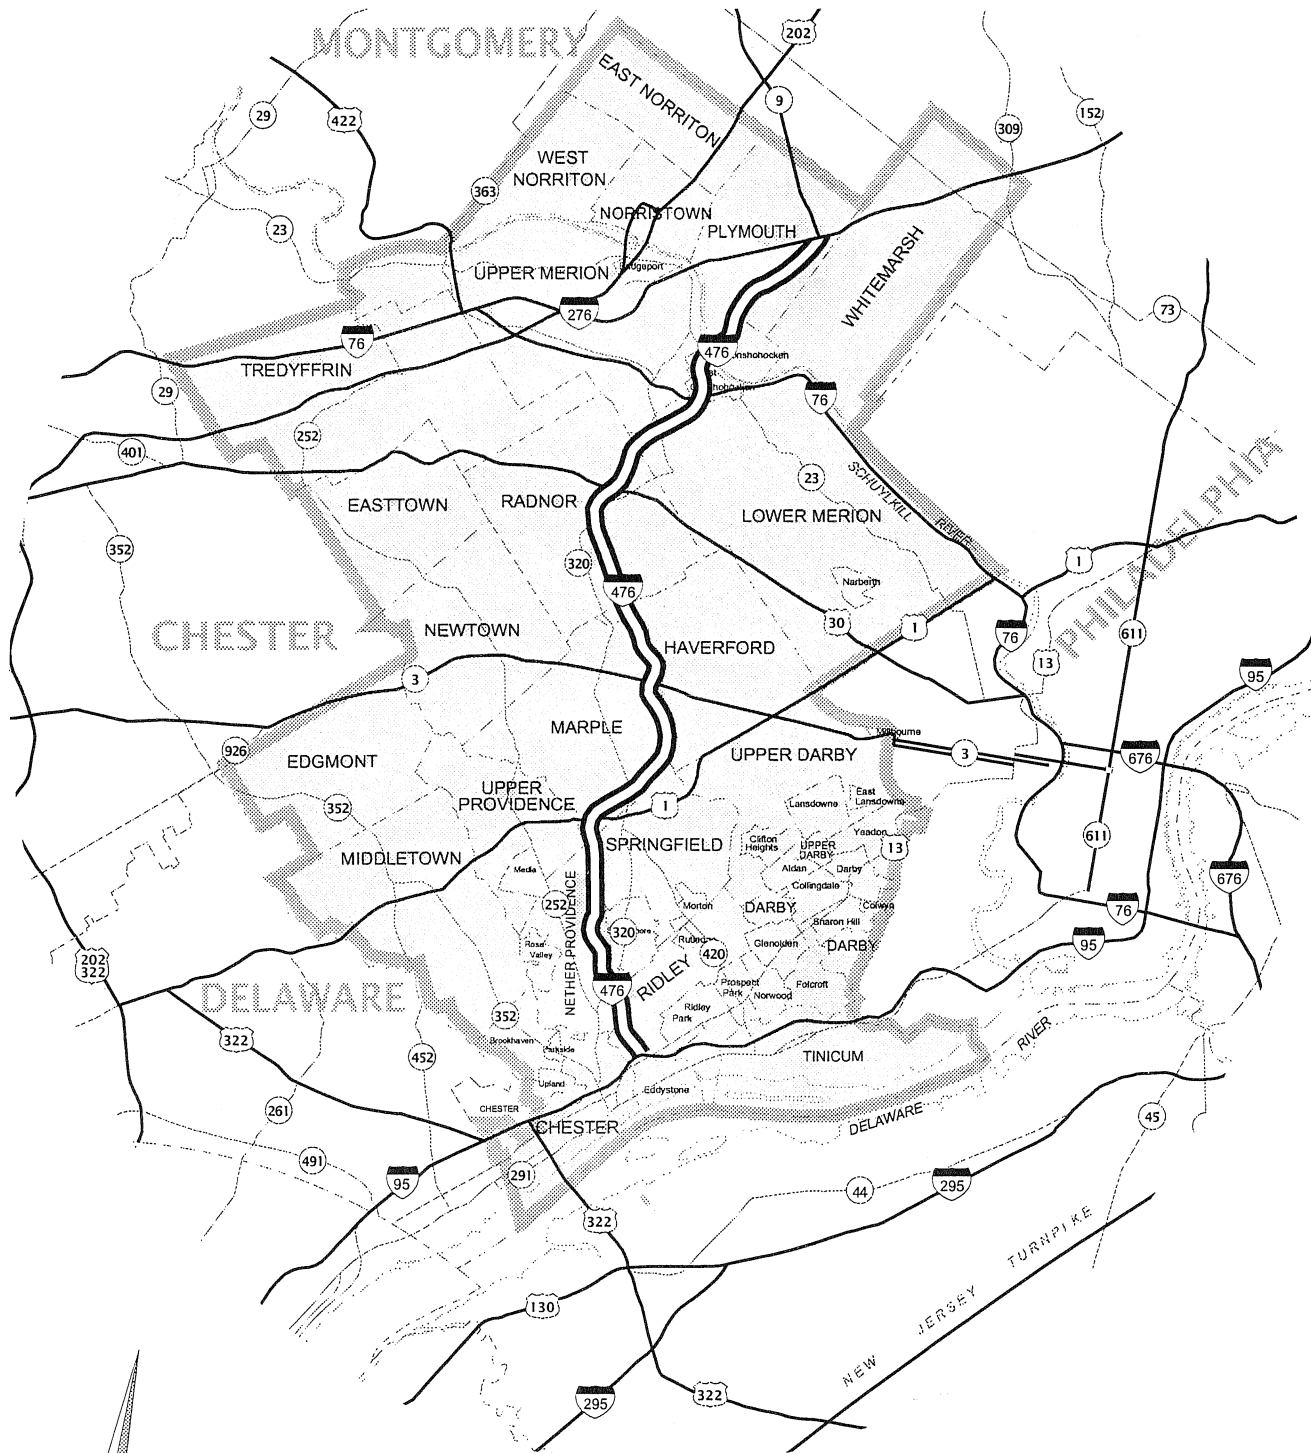 MONTGOMERY
202
EAST NORRITON
29
422
9
309
152
WEST
NORRITON
363
NORRISTOWN
23
PLYMOUTH
WHITEMARSH
UPPER MERION
Bridgeport
276
73
76
476
TREDYFFRIN
29
76
252
401
23
SCHUYLKILL
RIVER
EASTTOWN
RADNOR
LOWER MERION
PHILADELPHIA
352
320
1
476
Narberth
30
1
76
611
CHESTER
NEWTOWN
HAVERFORD
13
95
3
MARPLE
926
EDGMONT
UPPER DARBY
Millbourne
3
676
UPPER
PROVIDENCE
352
1
Lansdowne
East
Lansdowne
SPRINGFIELD
Clifton
Heights
UPPER
DARBY
Yeadon
13
611
MIDDLETOWN
Media
Aldan
Darby
Collingdale
676
252
NETHER PROVIDENCE
Morton
DARBY
Colwyn
76
Sharon Hill
320
420
Glenolden
DARBY
95
Rose
Valley
202
322
DELAWARE
476
RIDLEY
Prospect
Park
Norwood
Folcroft
Ridley
Park
352
322
Brookhaven
Parkside
452
TINICUM
RIVER
Upland
Eddystone
261
CHESTER
CHESTER
DELAWARE
45
491
95
291
44
295
322
NEW JERSEY TURNPIKE
130
295
322